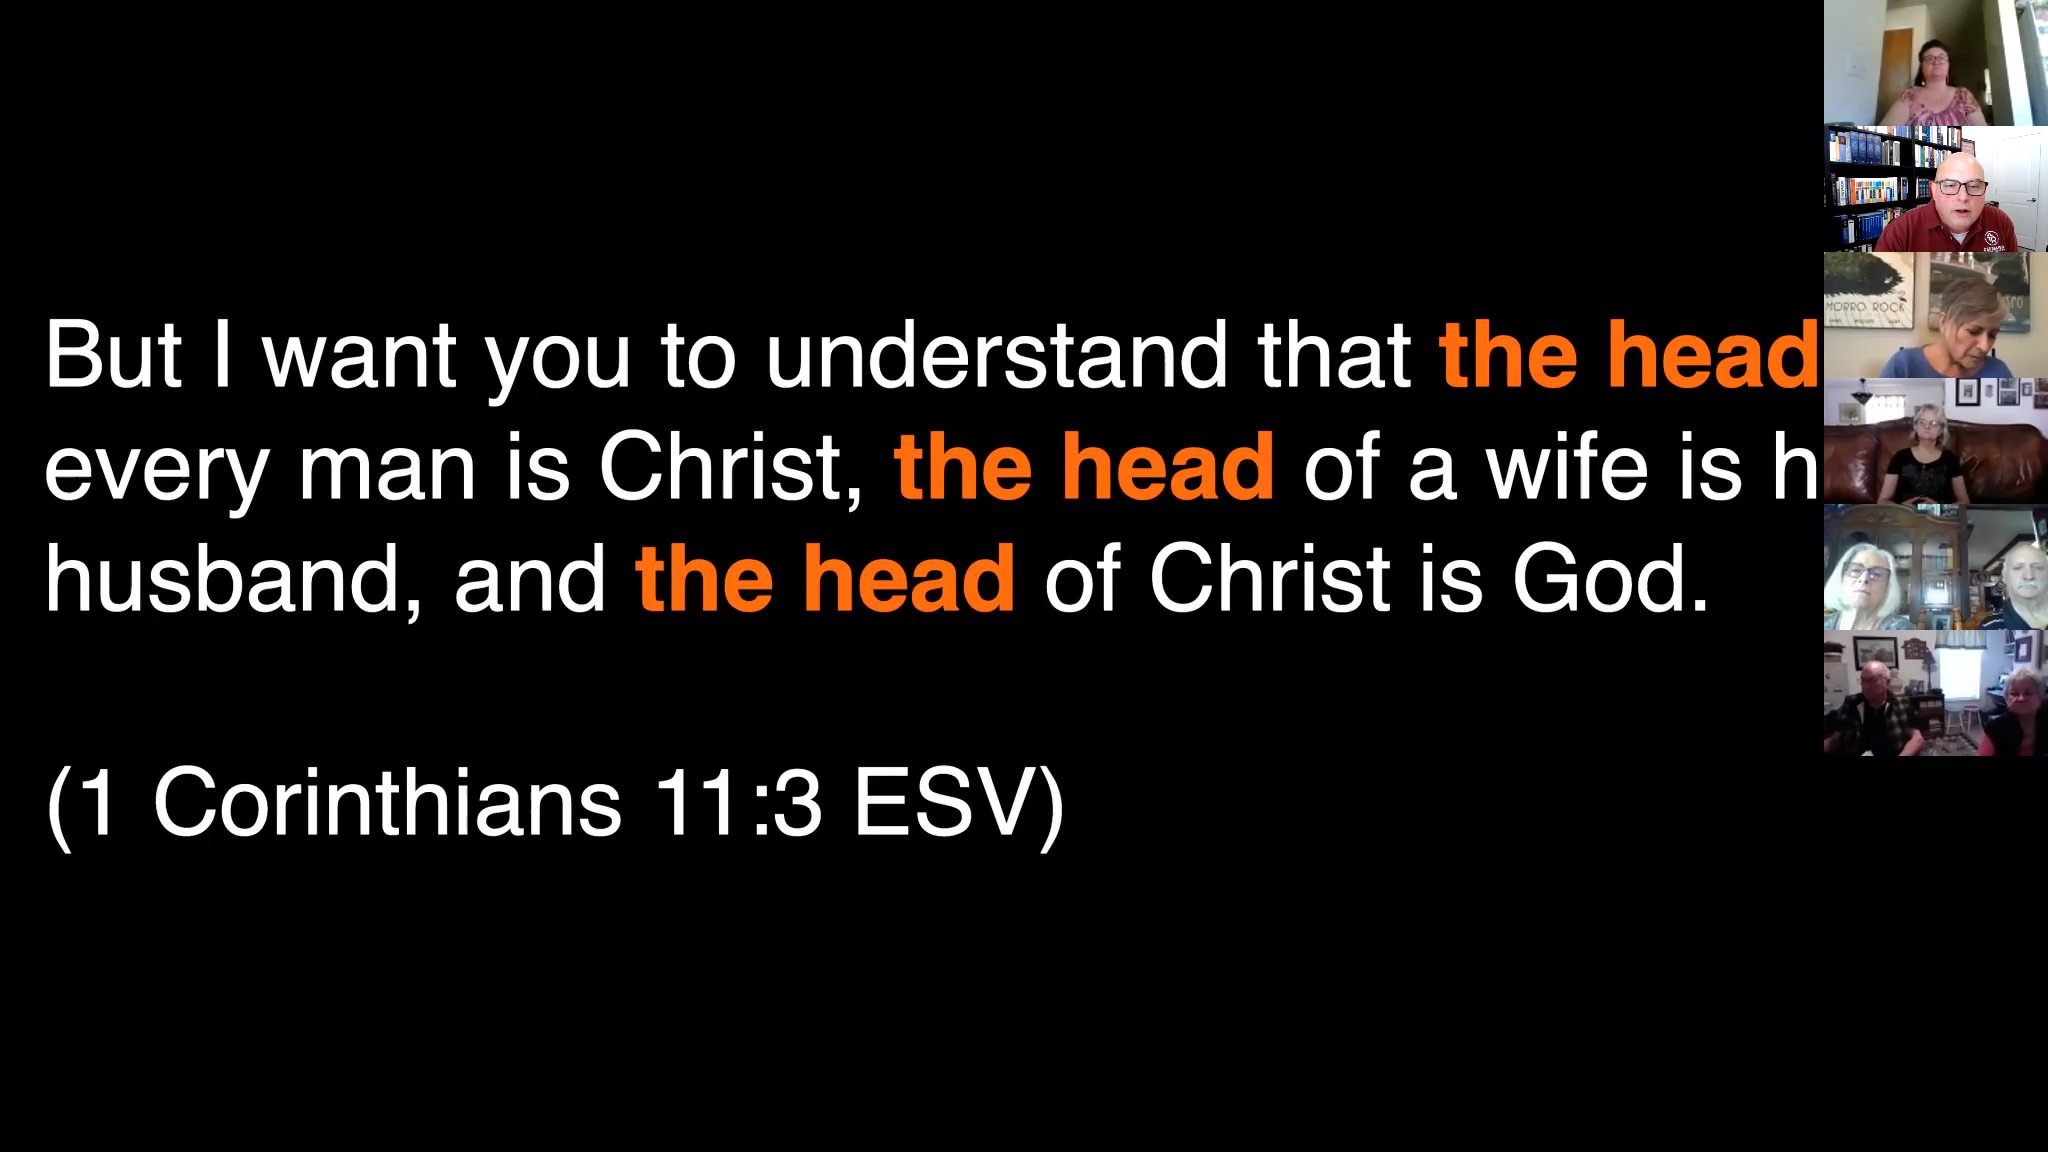 But I want you to understand that the head
every man is Christ, the head of a wife is h
husband, and the head of Christ is God.
(1 Corinthians 11:3 ESV)
MORRO ROCK